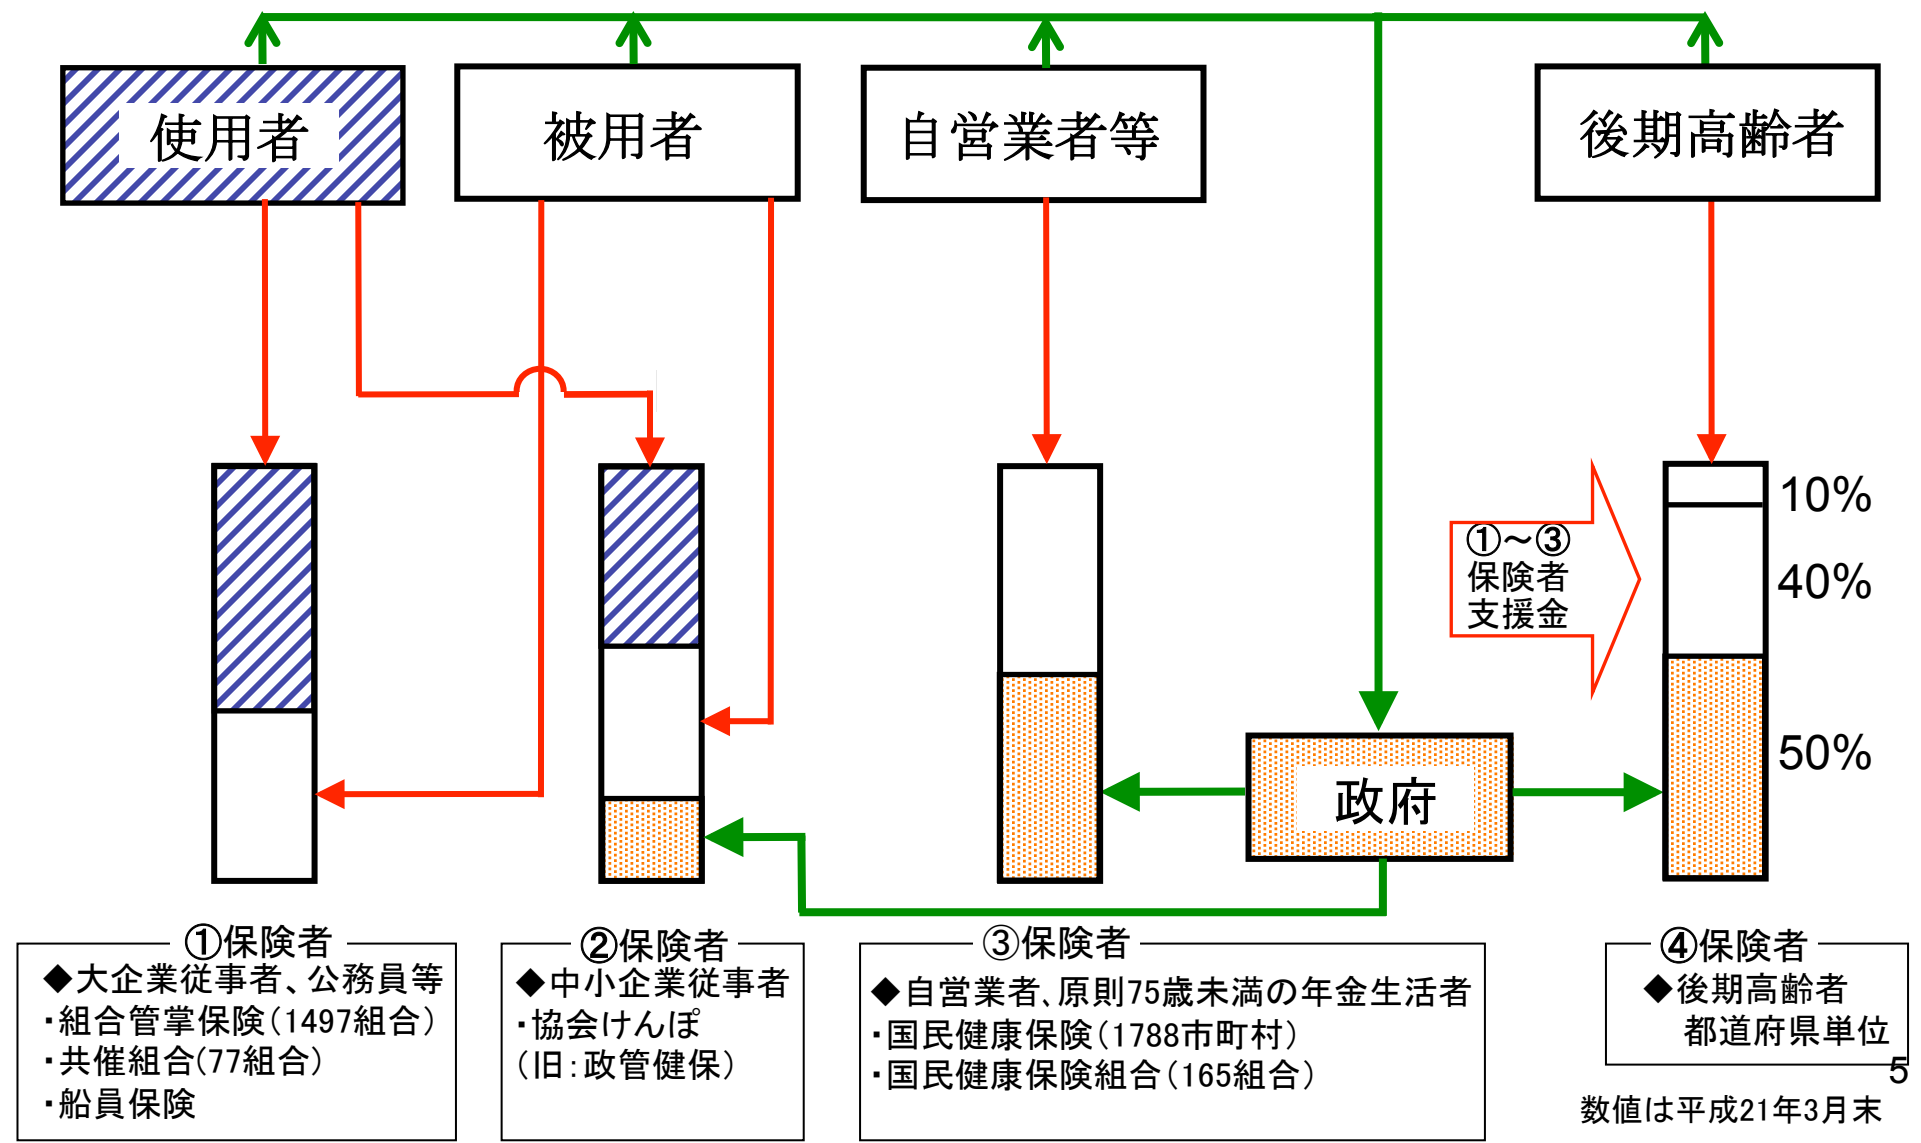 使用者
被用者
自営業者等
後期高齢者
①～③
保険者
支援金
10%
40%
50%
政府
①保険者
◆大企業従事者、公務員等
・組合管掌保険(1497組合)
・共催組合(77組合)
・船員保険
②保険者
◆中小企業従事者
・協会けんぽ
(旧:政管健保)
③保険者
◆自営業者、原則75歳未満の年金生活者
・国民健康保険(1788市町村)
・国民健康保険組合(165組合)
④保険者
◆後期高齢者
都道府県単位
5
数値は平成21年3月末